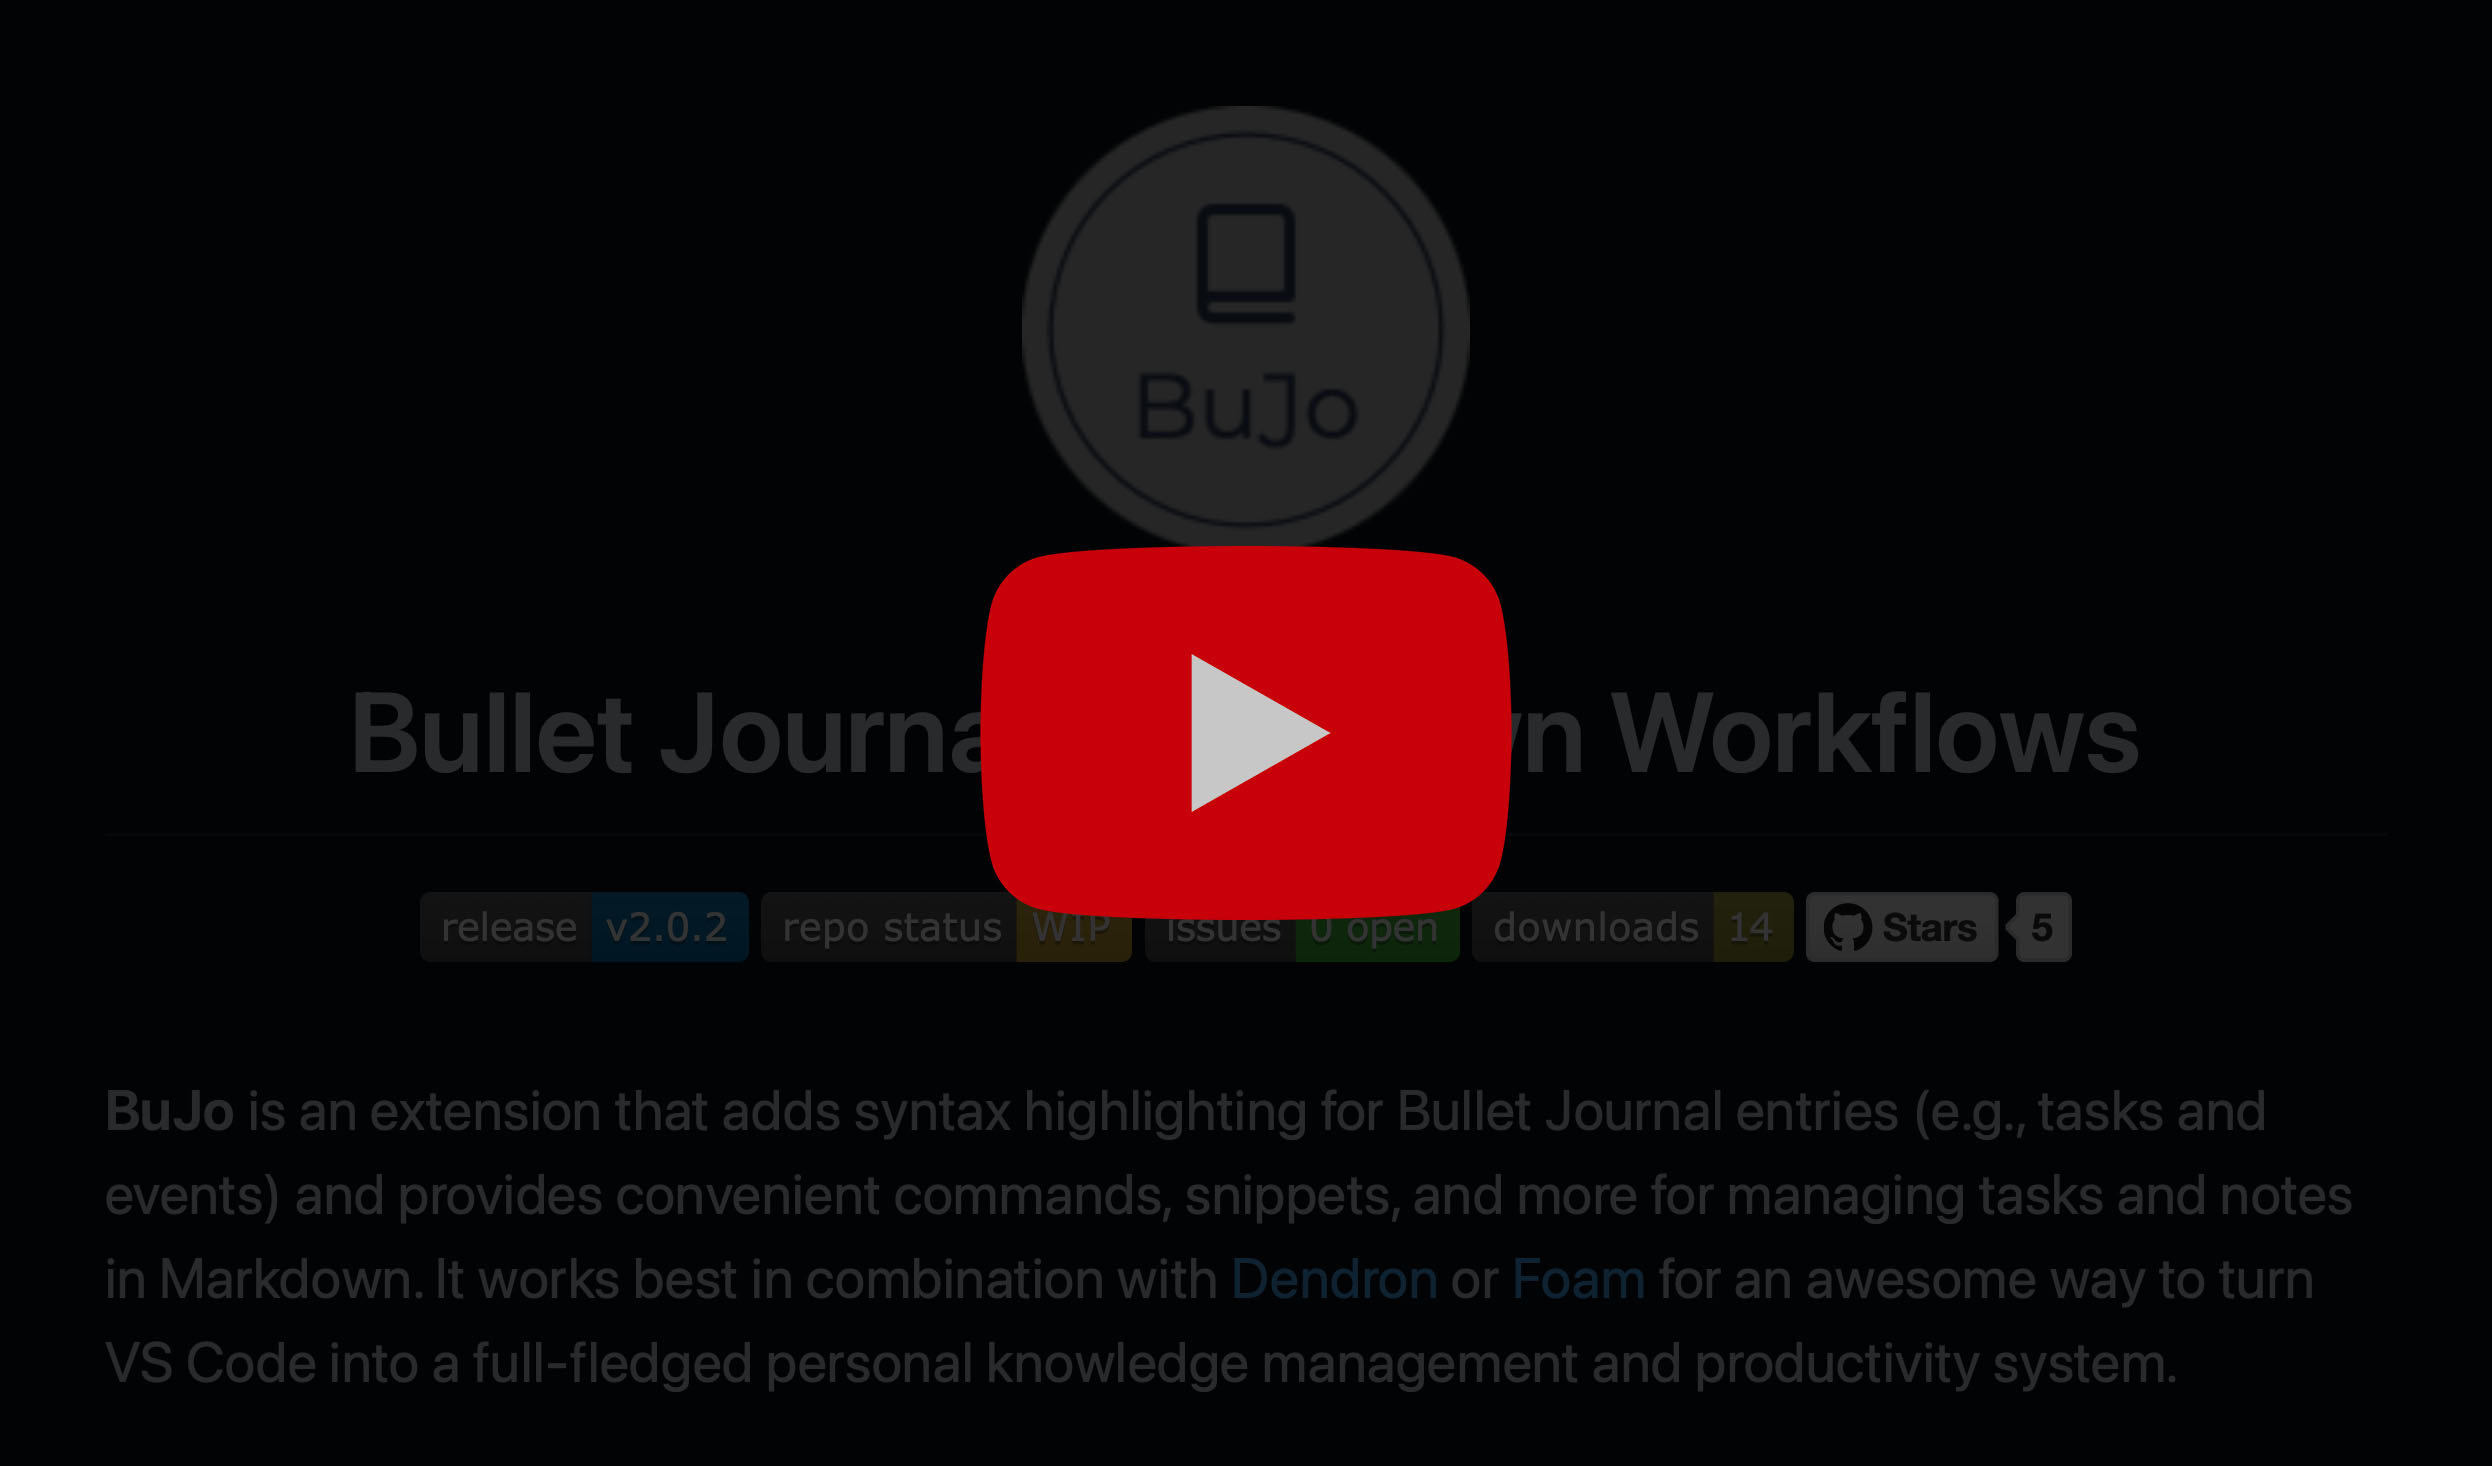 BuJo
Bullet Journa n Workflows
release v2.0.2 repo status WIP issues 0 open downloads 14 Stars 5
BuJo is an extension that adds syntax highlighting for Bullet Journal entries (e.g., tasks and
events) and provides convenient commands, snippets, and more for managing tasks and notes
in Markdown. It works best in combination with Dendron or Foam for an awesome way to turn
VS Code into a full-fledged personal knowledge management and productivity system.